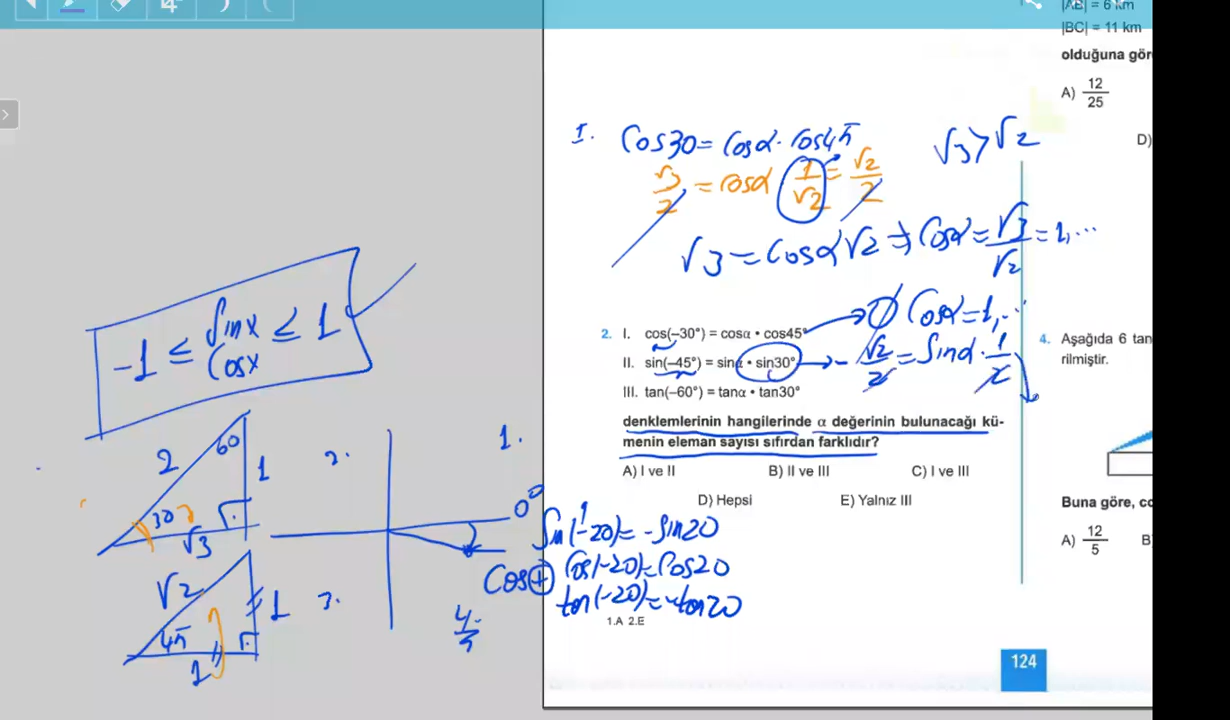 |AB| = 6 km
|BC| = 11 km
olduğuna gör
A) 12/25
D)
I. Cos30 = Cosα · Cos45
√3 > √2
√3/2 = cosα 1/√2 = √2/2
√3 = Cosα √2 ⇒ Cosα = √3/√2 = 1,...
∅ Cosα = 1,...
-1 ≤ Sinx Cosx ≤ 1
2. I. cos(–30°) = cosα • cos45°
II. sin(–45°) = sinα • sin30°
- √2/2 = Sinα · 1/2
III. tan(–60°) = tanα • tan30°
denklemlerinin hangilerinde α değerinin bulunacağı kü-
menin eleman sayısı sıfırdan farklıdır?
A) I ve II B) II ve III C) I ve III
D) Hepsi E) Yalnız III
4. Aşağıda 6 tan
rilmiştir.
Buna göre, co
A) 12/5 B
2 60 1
30 √3
√2 1
45 1
1.
2.
3.
4.
0°
Cos +
Sin(-20) = -Sin20
Cos(-20) = Cos20
tan(-20) = -tan20
1.A 2.E
124